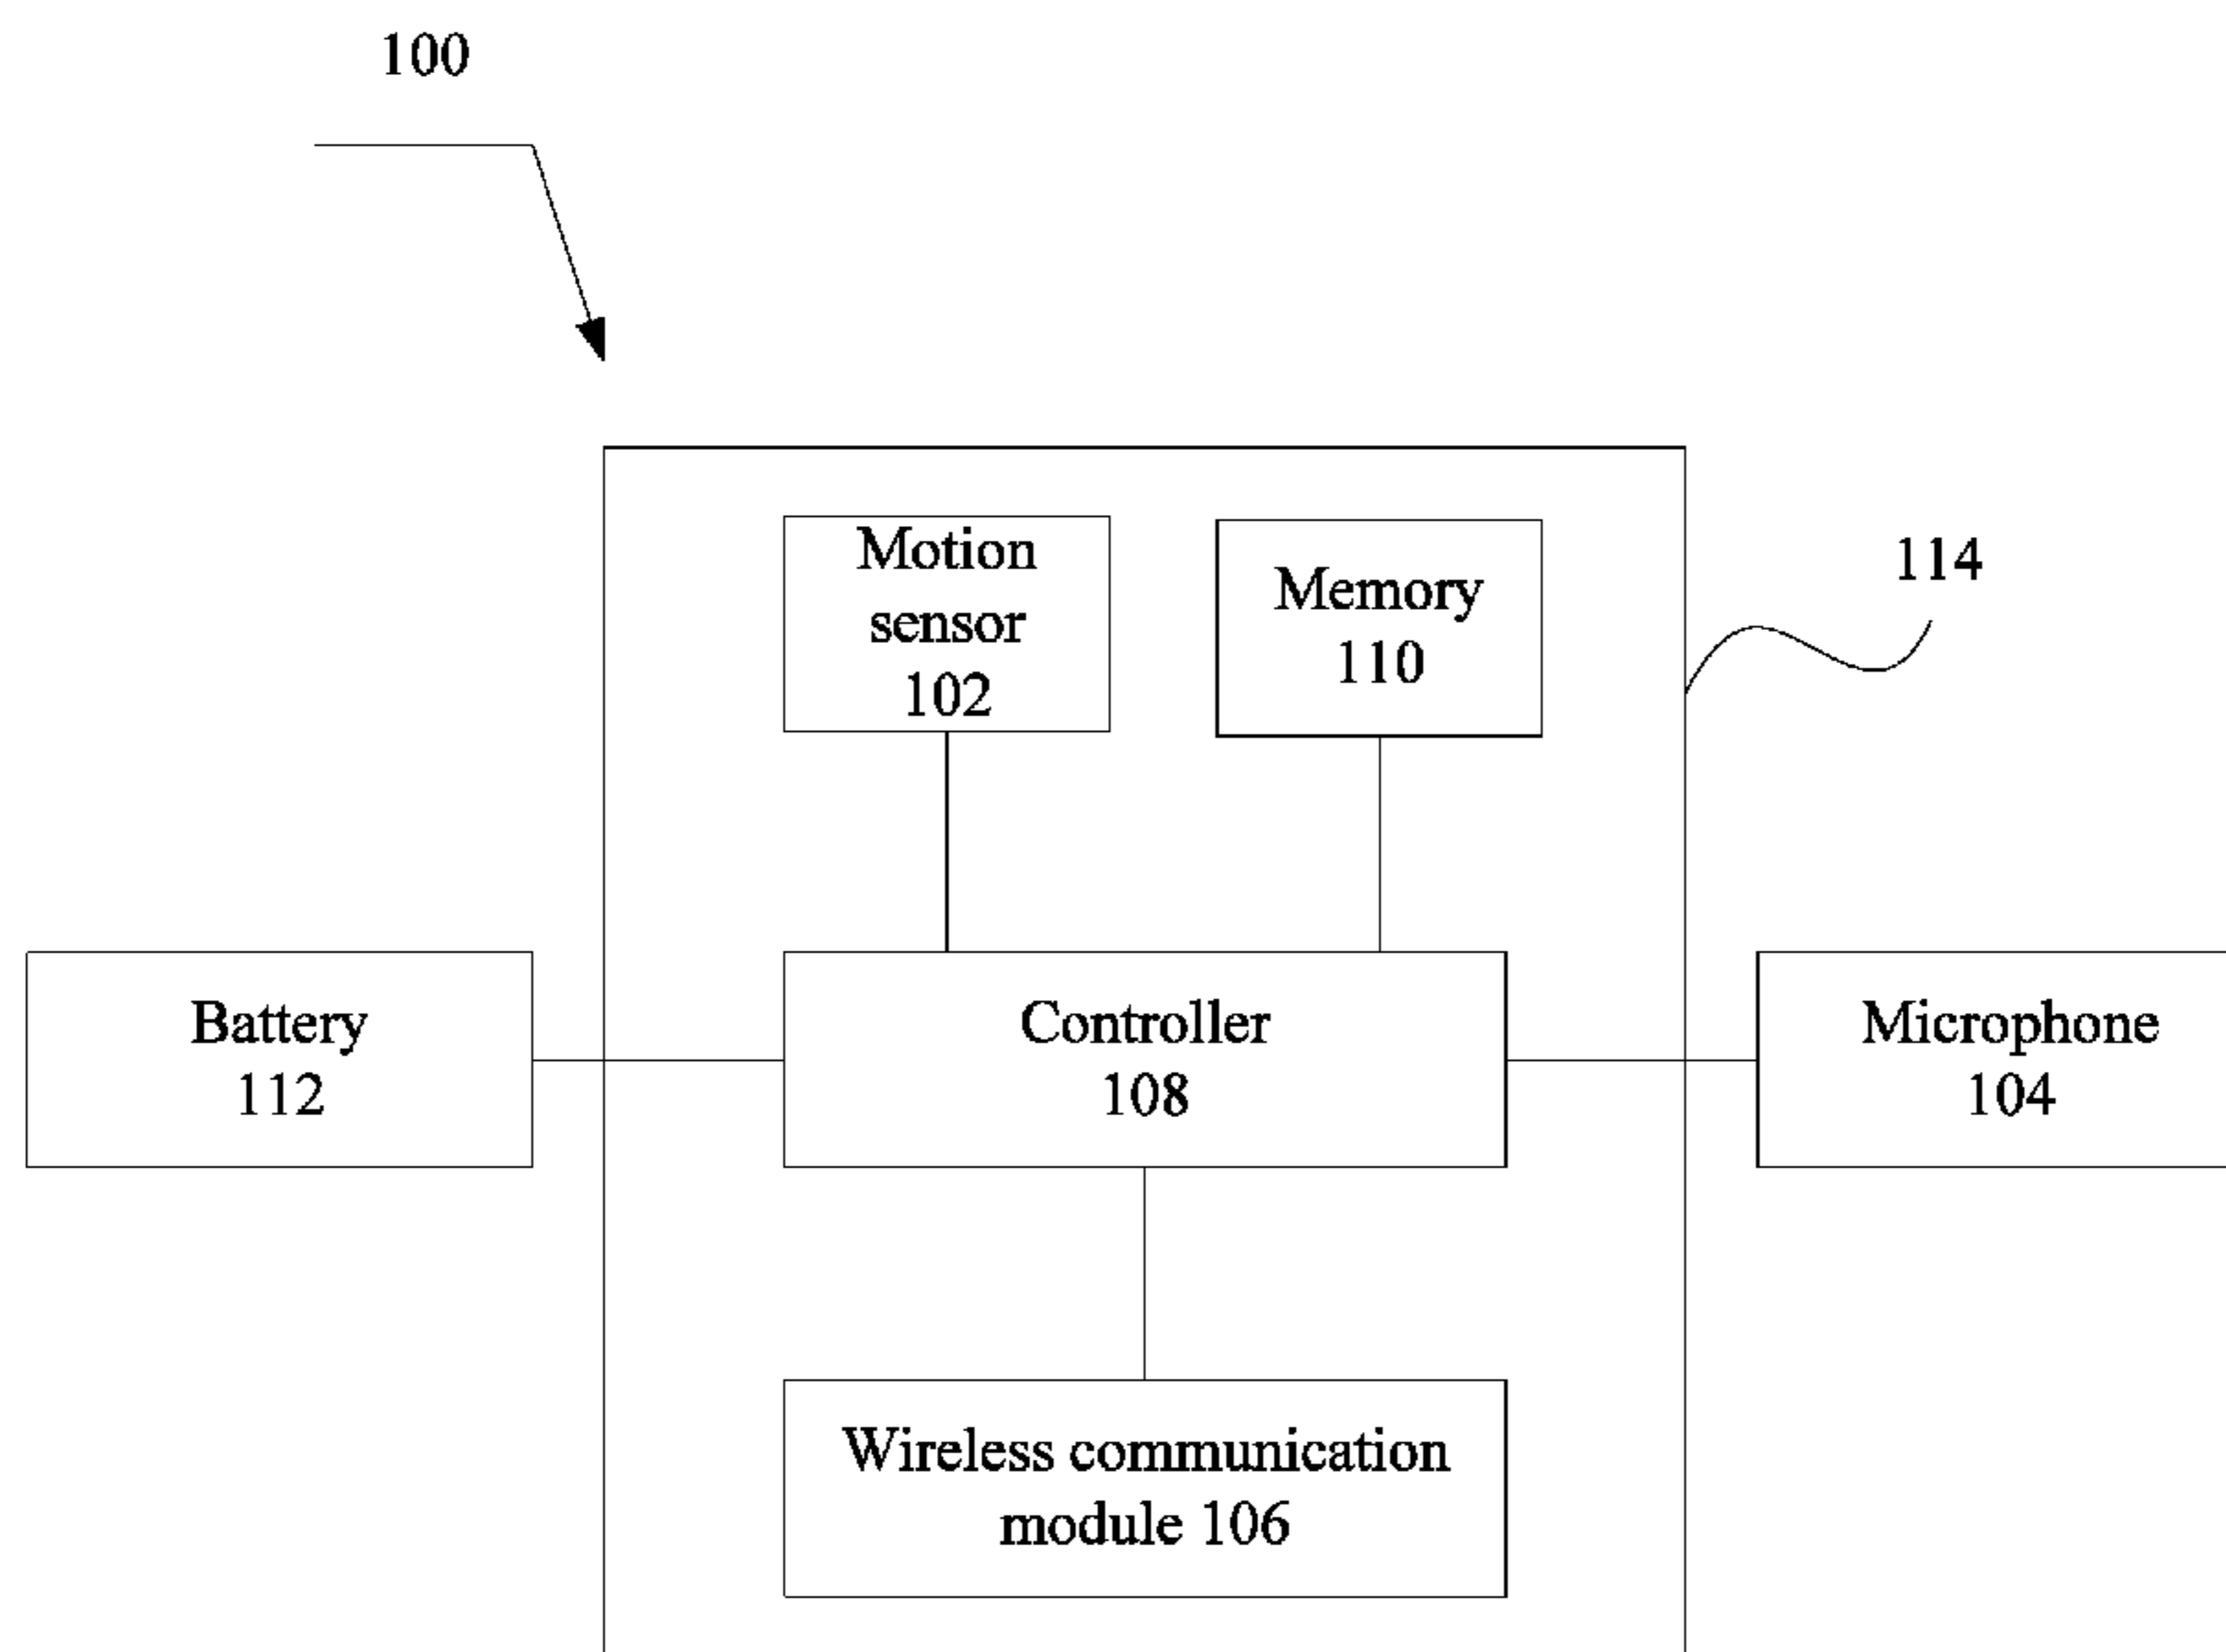 100
Motion
sensor
102
Memory
110
114
Battery
112
Controller
108
Microphone
104
Wireless communication
module 106